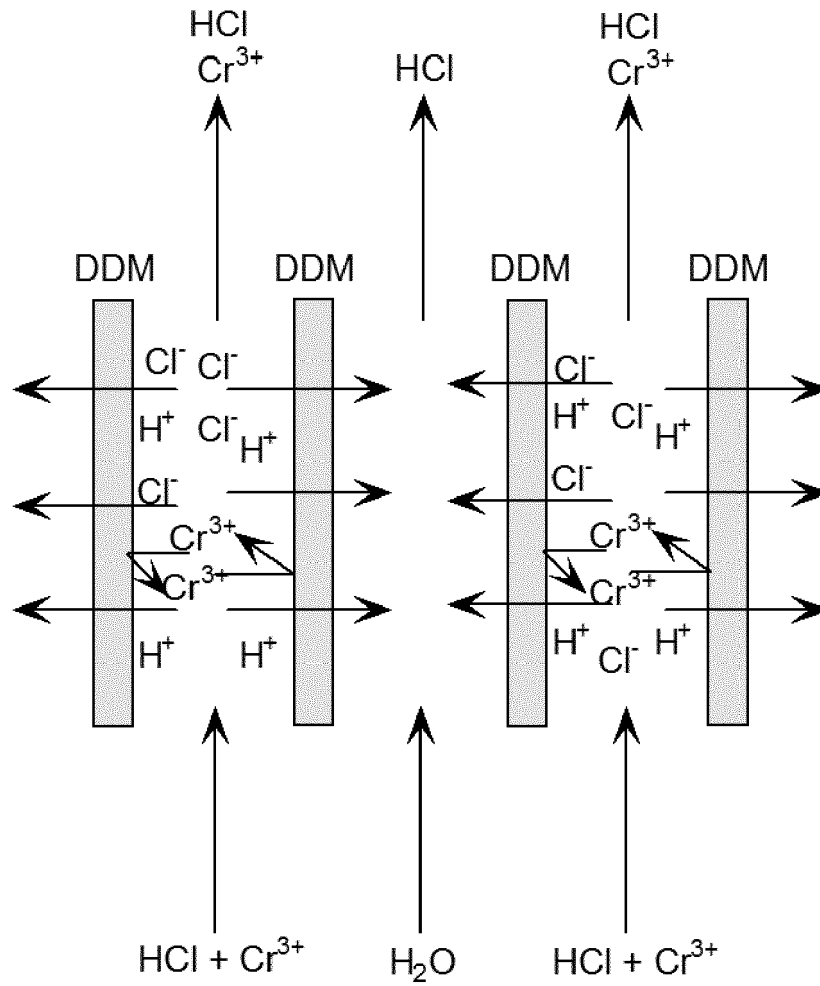 HCl HCl HCl
Cr³⁺ Cr³⁺
DDM DDM DDM DDM
Cl⁻ Cl⁻ Cl⁻
H⁺ Cl⁻ H⁺ H⁺ Cl⁻ H⁺
Cl⁻ Cl⁻
Cr³⁺ Cr³⁺
Cr³⁺ Cr³⁺
H⁺ H⁺ H⁺ Cl⁻ H⁺
HCl + Cr³⁺ H₂O HCl + Cr³⁺